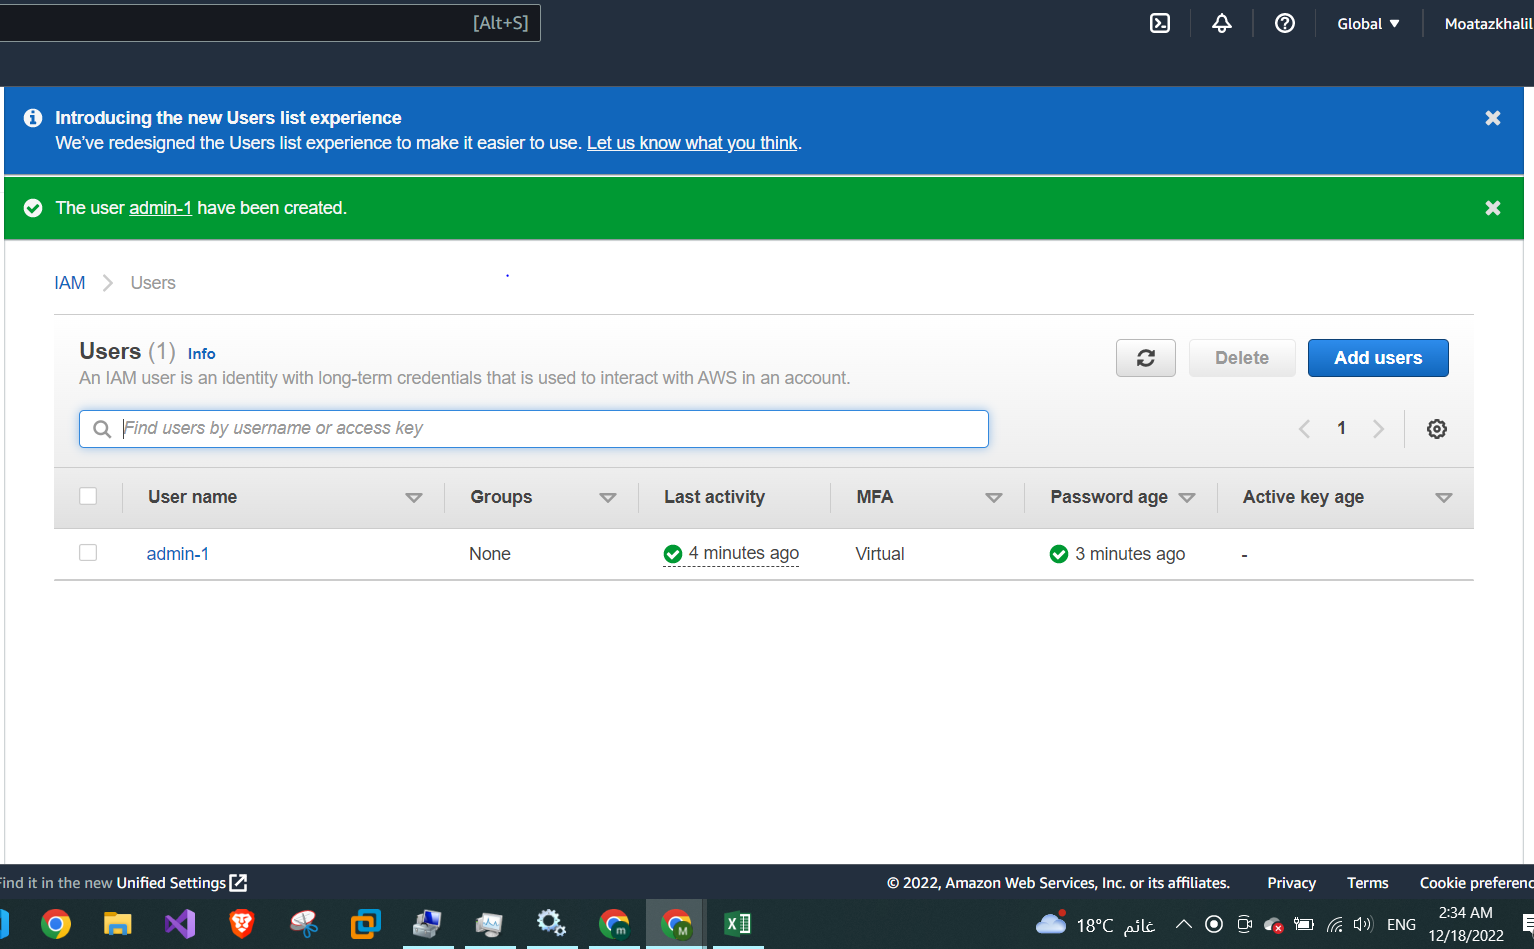 [Alt+S]
Global
Moatazkhalil
Introducing the new Users list experience
We've redesigned the Users list experience to make it easier to use. Let us know what you think.
The user admin-1 have been created.
IAM
Users
Users (1) Info
An IAM user is an identity with long-term credentials that is used to interact with AWS in an account.
Delete
Add users
Find users by username or access key
1
User name
Groups
Last activity
MFA
Password age
Active key age
admin-1
None
4 minutes ago
Virtual
3 minutes ago
-
ind it in the new Unified Settings
© 2022, Amazon Web Services, Inc. or its affiliates.
Privacy
Terms
Cookie preferenc
m
M
18°C غائم
ENG
2:34 AM
12/18/2022